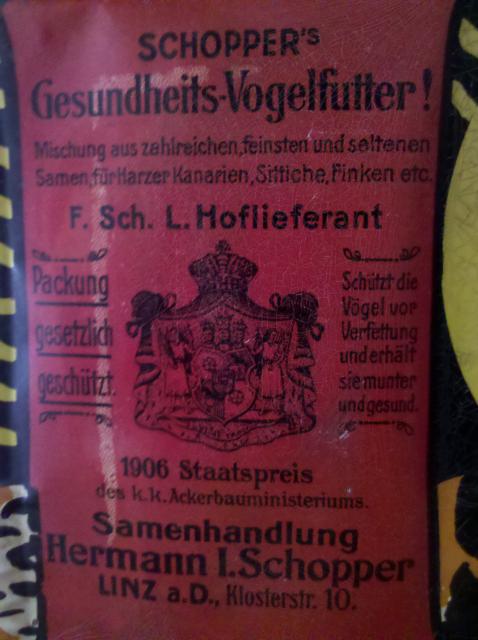 SCHOPPER'S
Gesundheits-Vogelfutter!
Mischung aus zahlreichen, feinsten und seltenen
Samen, für Harzer Kanarien, Sittiche, Finken etc.
F. Sch. L. Hoflieferant
Packung
gesetzlich
geschützt.
Schützt die
Vögel vor
Verfettung
und erhält
sie munter
und gesund.
1906 Staatspreis
des k.k. Ackerbauministeriums.
Samenhandlung
Hermann I. Schopper
LINZ a.D., Klosterstr. 10.